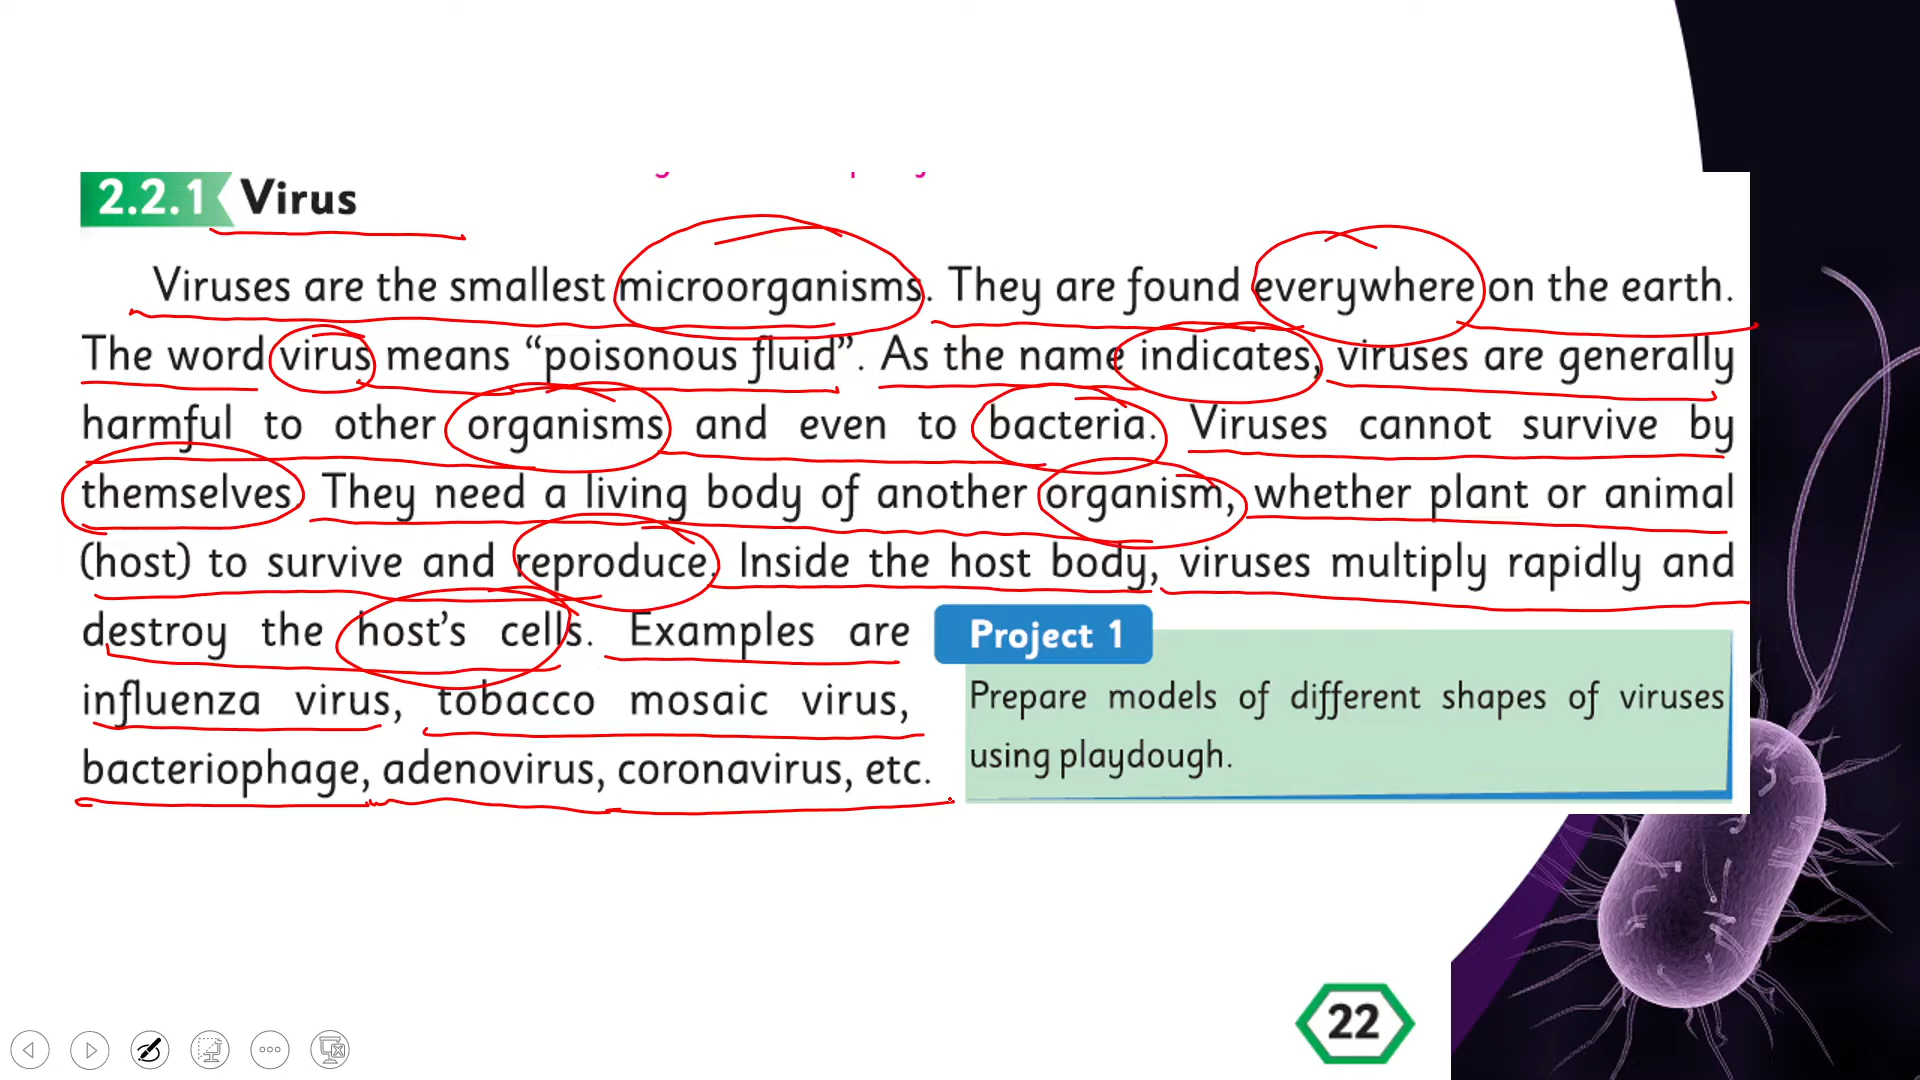 2.2.1 Virus
Viruses are the smallest microorganisms. They are found everywhere on the earth.
The word virus means “poisonous fluid”. As the name indicates, viruses are generally
harmful to other organisms and even to bacteria. Viruses cannot survive by
themselves. They need a living body of another organism, whether plant or animal
(host) to survive and reproduce. Inside the host body, viruses multiply rapidly and
destroy the host’s cells. Examples are
influenza virus, tobacco mosaic virus,
bacteriophage, adenovirus, coronavirus, etc.
Project 1
Prepare models of different shapes of viruses
using playdough.
22